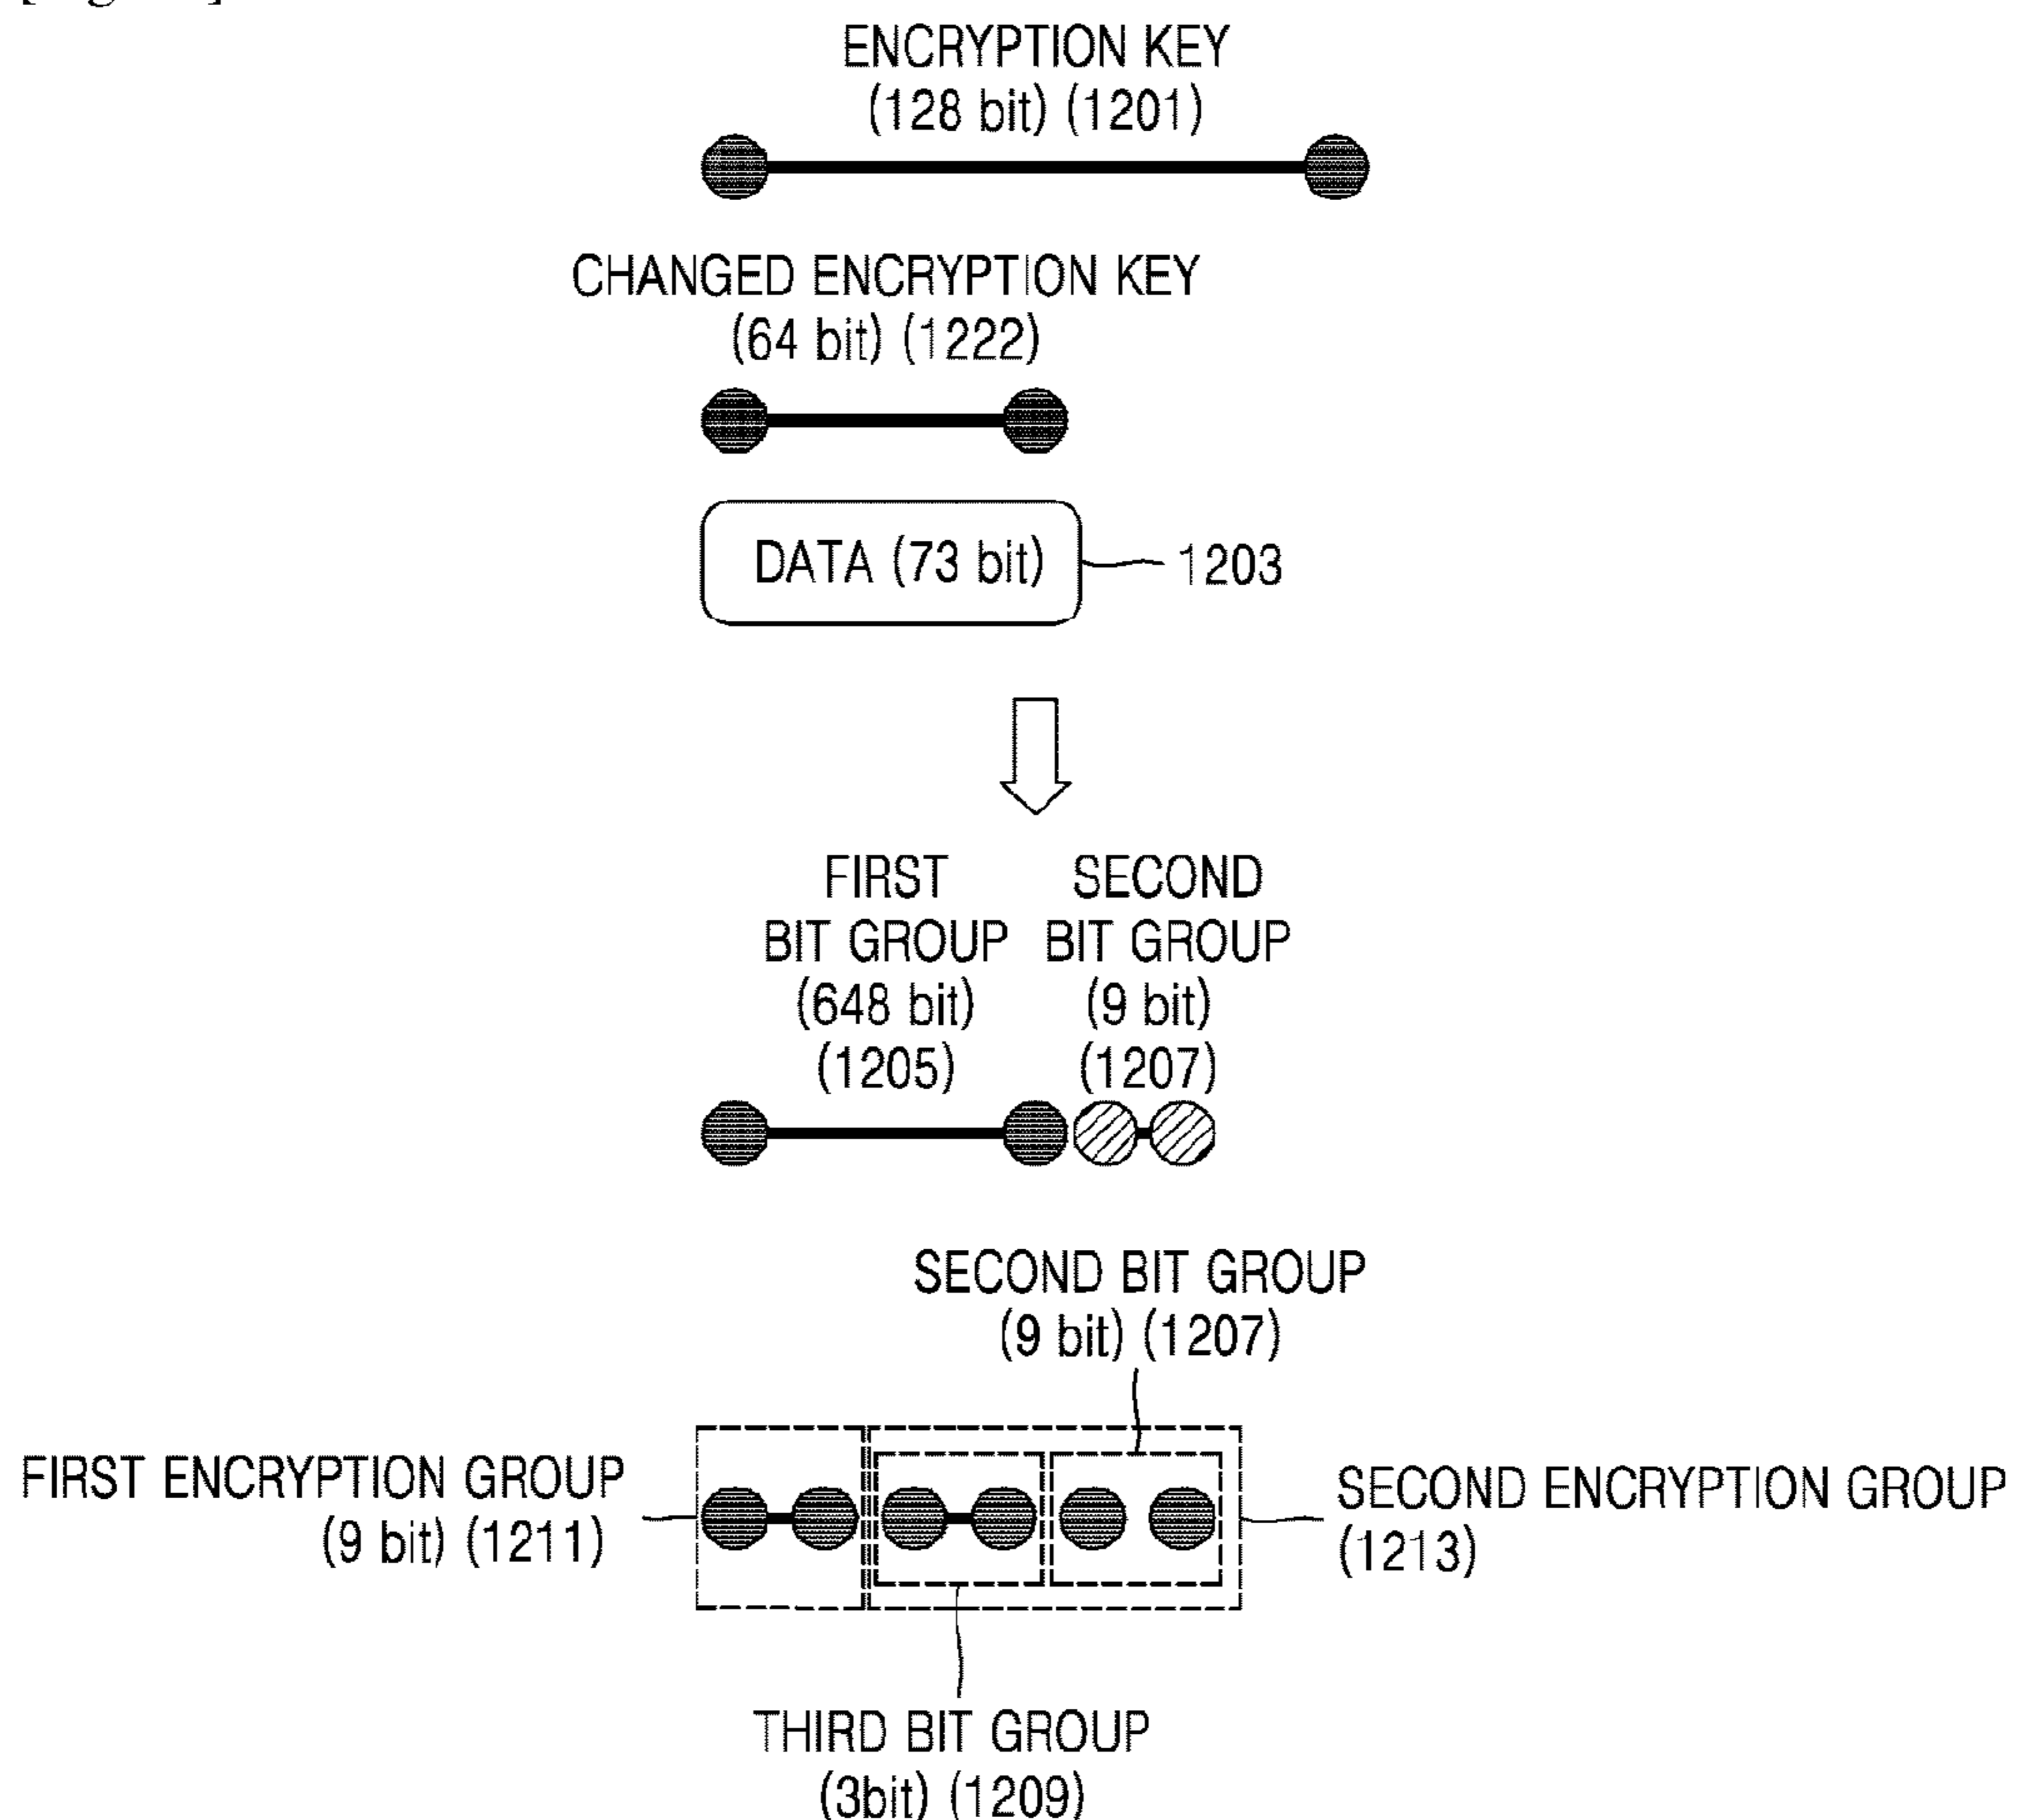 ENCRYPTION KEY
(128 bit) (1201)
CHANGED ENCRYPTION KEY
(64 bit) (1222)
DATA (73 bit)
1203
FIRST
BIT GROUP
(648 bit)
(1205)
SECOND
BIT GROUP
(9 bit)
(1207)
SECOND BIT GROUP
(9 bit) (1207)
FIRST ENCRYPTION GROUP
(9 bit) (1211)
SECOND ENCRYPTION GROUP
(1213)
THIRD BIT GROUP
(3bit) (1209)